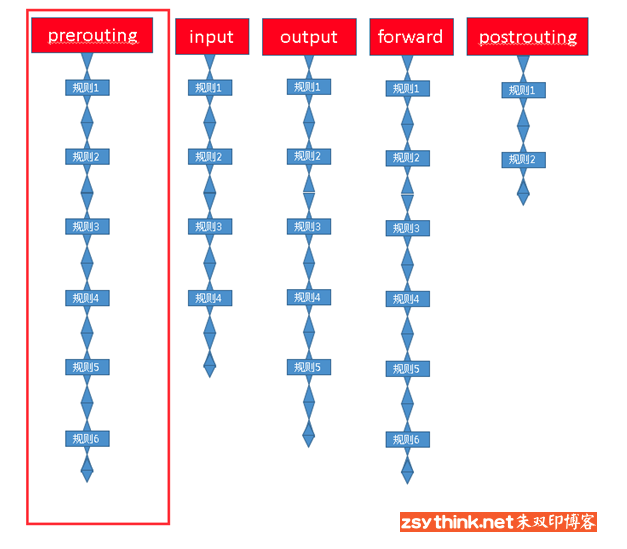 prerouting
规则1
规则2
规则3
规则4
规则5
规则6
input
规则1
规则2
规则3
规则4
output
规则1
规则2
规则3
规则4
规则5
forward
规则1
规则2
规则3
规则4
规则5
规则6
postrouting
规则1
规则2
zsythink.net朱双印博客